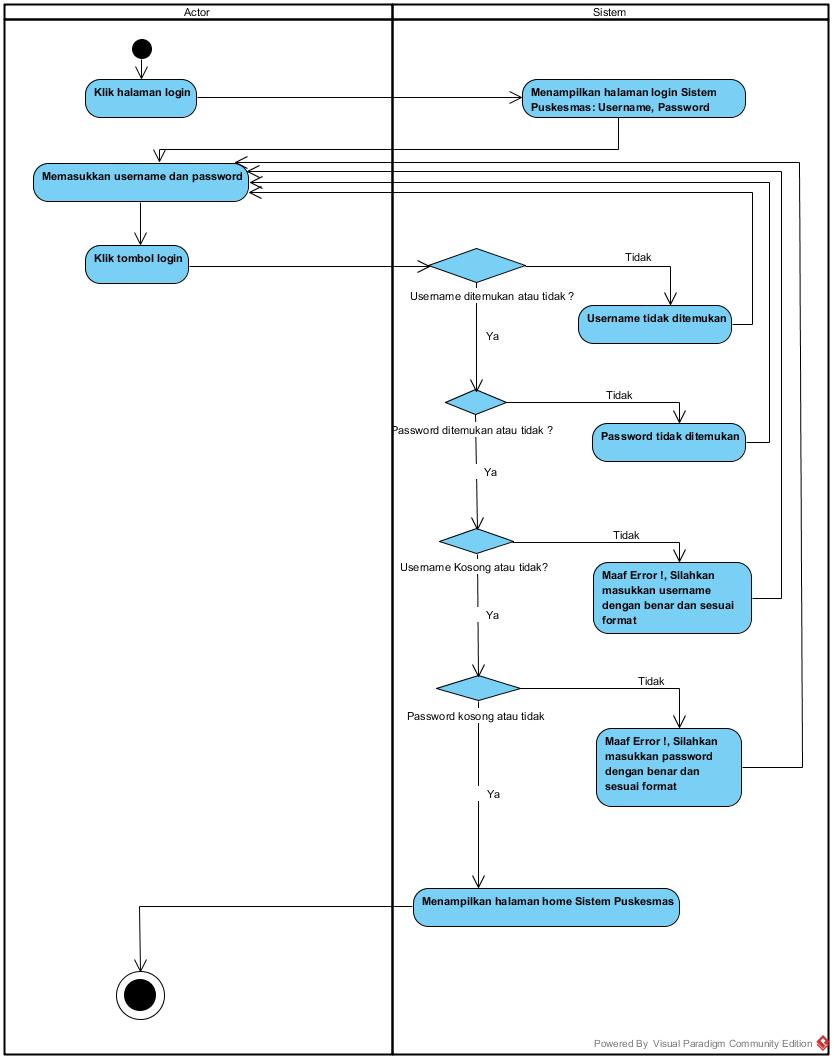 Actor
Sistem
Klik halaman login
Menampilkan halaman login Sistem
Puskesmas: Username, Password
Memasukkan username dan password
Klik tombol login
Tidak
Username ditemukan atau tidak ?
Username tidak ditemukan
Ya
Tidak
Password ditemukan atau tidak ?
Password tidak ditemukan
Ya
Tidak
Username Kosong atau tidak?
Maaf Error !, Silahkan
masukkan username
dengan benar dan sesuai
format
Ya
Tidak
Password kosong atau tidak
Maaf Error !, Silahkan
masukkan password
dengan benar dan
sesuai format
Ya
Menampilkan halaman home Sistem Puskesmas
Powered By Visual Paradigm Community Edition